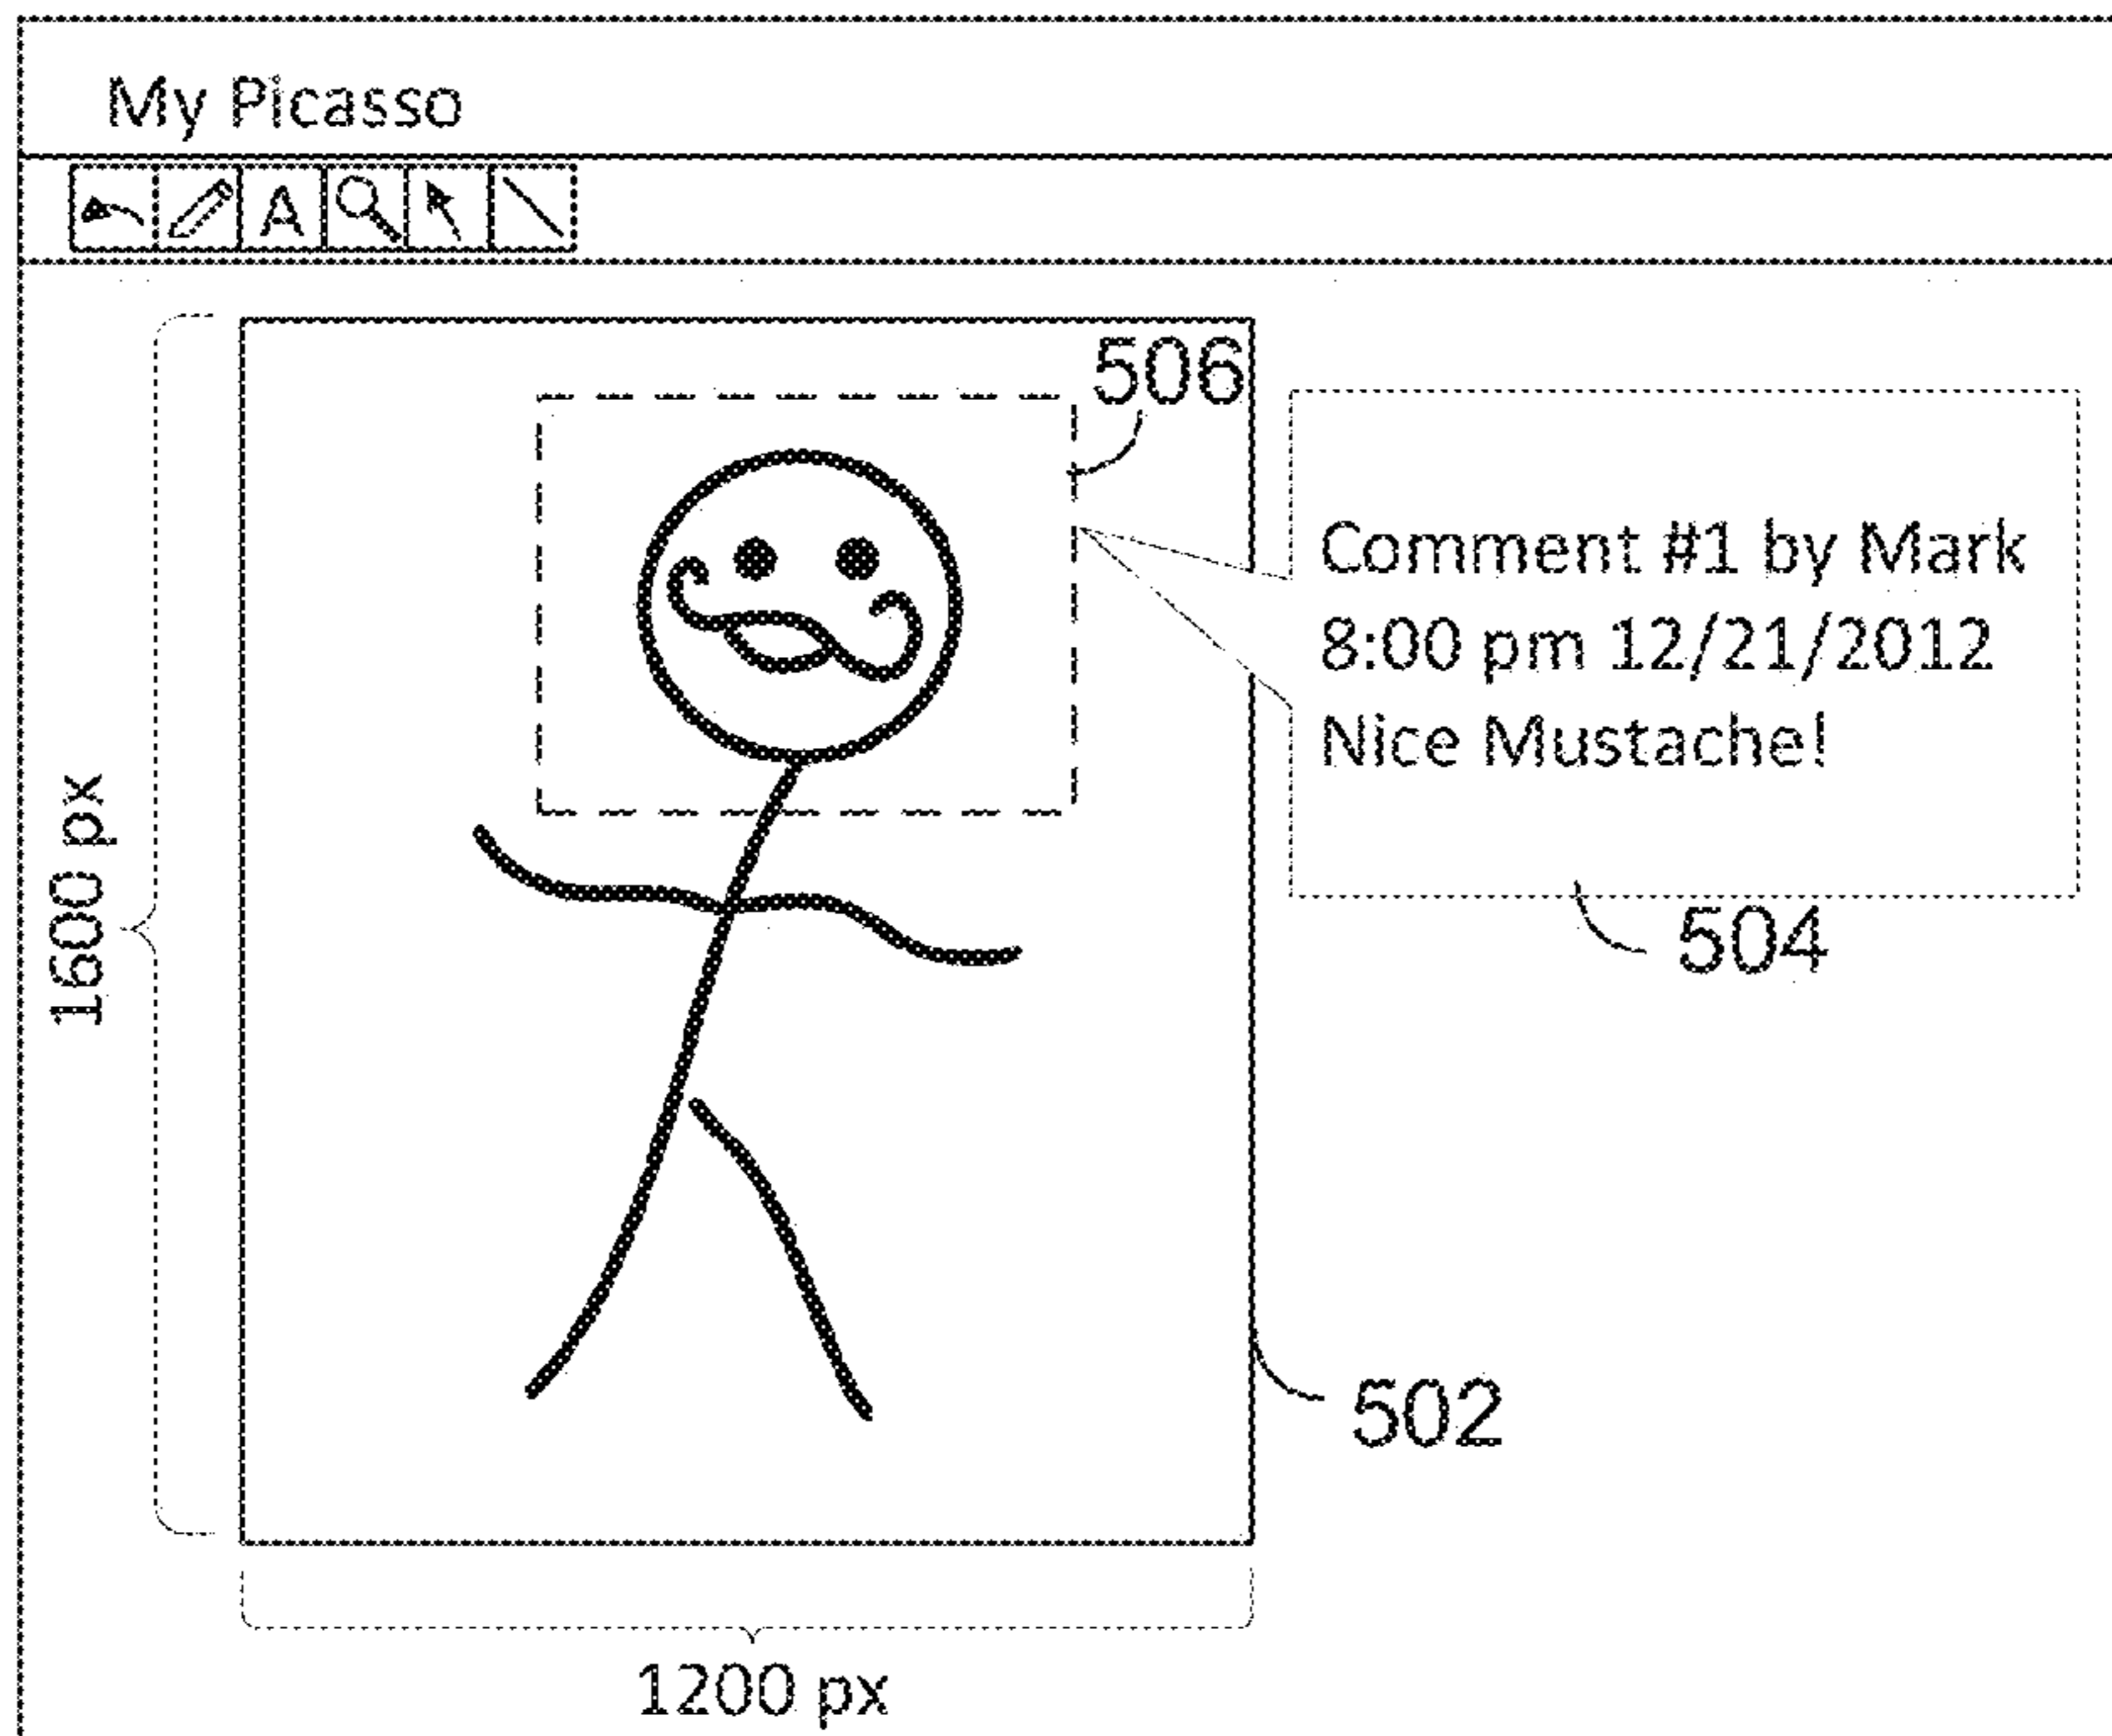 My Picasso
A
506
Comment #1 by Mark
8:00 pm 12/21/2012
Nice Mustache!
504
1600 px
502
1200 px